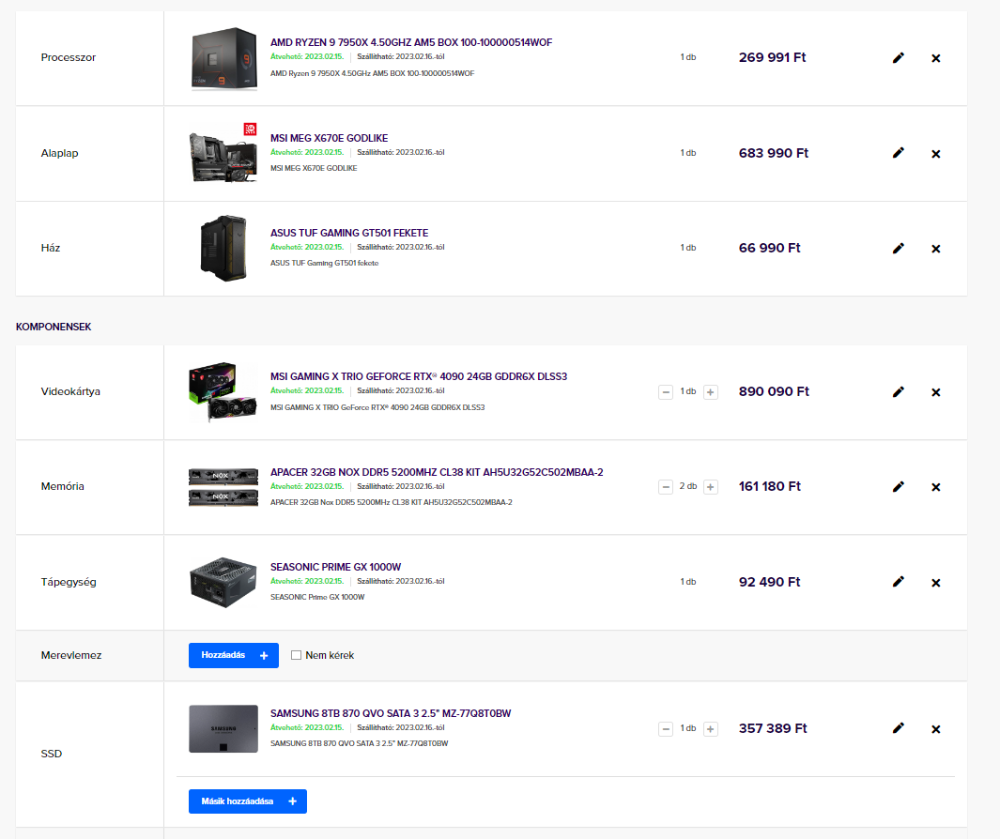 Processzor
AMD RYZEN 9 7950X 4.50GHZ AM5 BOX 100-100000514WOF
Átvehető: 2023.02.15. Szállítható: 2023.02.16.-tól
AMD Ryzen 9 7950X 4.50GHz AM5 BOX 100-100000514WOF
1 db
269 991 Ft
Alaplap
MSI MEG X670E GODLIKE
Átvehető: 2023.02.15. Szállítható: 2023.02.16.-tól
MSI MEG X670E GODLIKE
1 db
683 990 Ft
Ház
ASUS TUF GAMING GT501 FEKETE
Átvehető: 2023.02.15. Szállítható: 2023.02.16.-tól
ASUS TUF Gaming GT501 fekete
1 db
66 990 Ft
KOMPONENSEK
Videokártya
MSI GAMING X TRIO GEFORCE RTX® 4090 24GB GDDR6X DLSS3
Átvehető: 2023.02.15. Szállítható: 2023.02.16.-tól
MSI GAMING X TRIO GeForce RTX® 4090 24GB GDDR6X DLSS3
− 1 db +
890 090 Ft
Memória
NOX
NOX
APACER 32GB NOX DDR5 5200MHZ CL38 KIT AH5U32G52C502MBAA-2
Átvehető: 2023.02.15. Szállítható: 2023.02.16.-tól
APACER 32GB Nox DDR5 5200MHz CL38 KIT AH5U32G52C502MBAA-2
− 2 db +
161 180 Ft
Tápegység
SEASONIC PRIME GX 1000W
Átvehető: 2023.02.15. Szállítható: 2023.02.16.-tól
SEASONIC Prime GX 1000W
1 db
92 490 Ft
Merevlemez
Hozzáadás +
Nem kérek
SSD
SAMSUNG
SAMSUNG 8TB 870 QVO SATA 3 2.5" MZ-77Q8T0BW
Átvehető: 2023.02.15. Szállítható: 2023.02.16.-tól
SAMSUNG 8TB 870 QVO SATA 3 2.5" MZ-77Q8T0BW
− 1 db +
357 389 Ft
Másik hozzáadása +